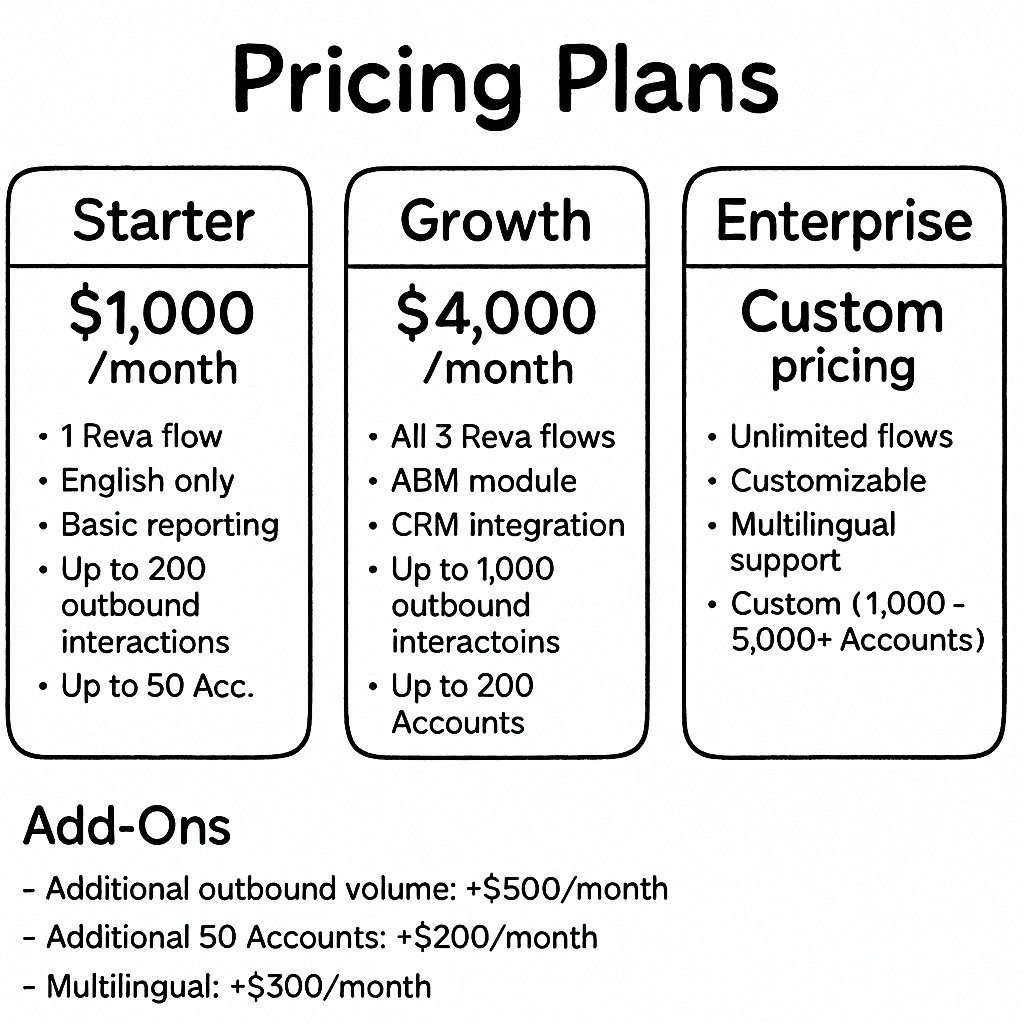 Pricing Plans
Starter
$1,000
/month
• 1 Reva flow
• English only
• Basic reporting
• Up to 200
outbound
interactions
• Up to 50 Acc.
Growth
$4,000
/month
• All 3 Reva flows
• ABM module
• CRM integration
• Up to 1,000
outbound
interactoins
• Up to 200
Accounts
Enterprise
Custom
pricing
• Unlimited flows
• Customizable
• Multilingual
support
• Custom (1,000 -
5,000+ Accounts)
Add-Ons
- Additional outbound volume: +$500/month
- Additional 50 Accounts: +$200/month
- Multilingual: +$300/month